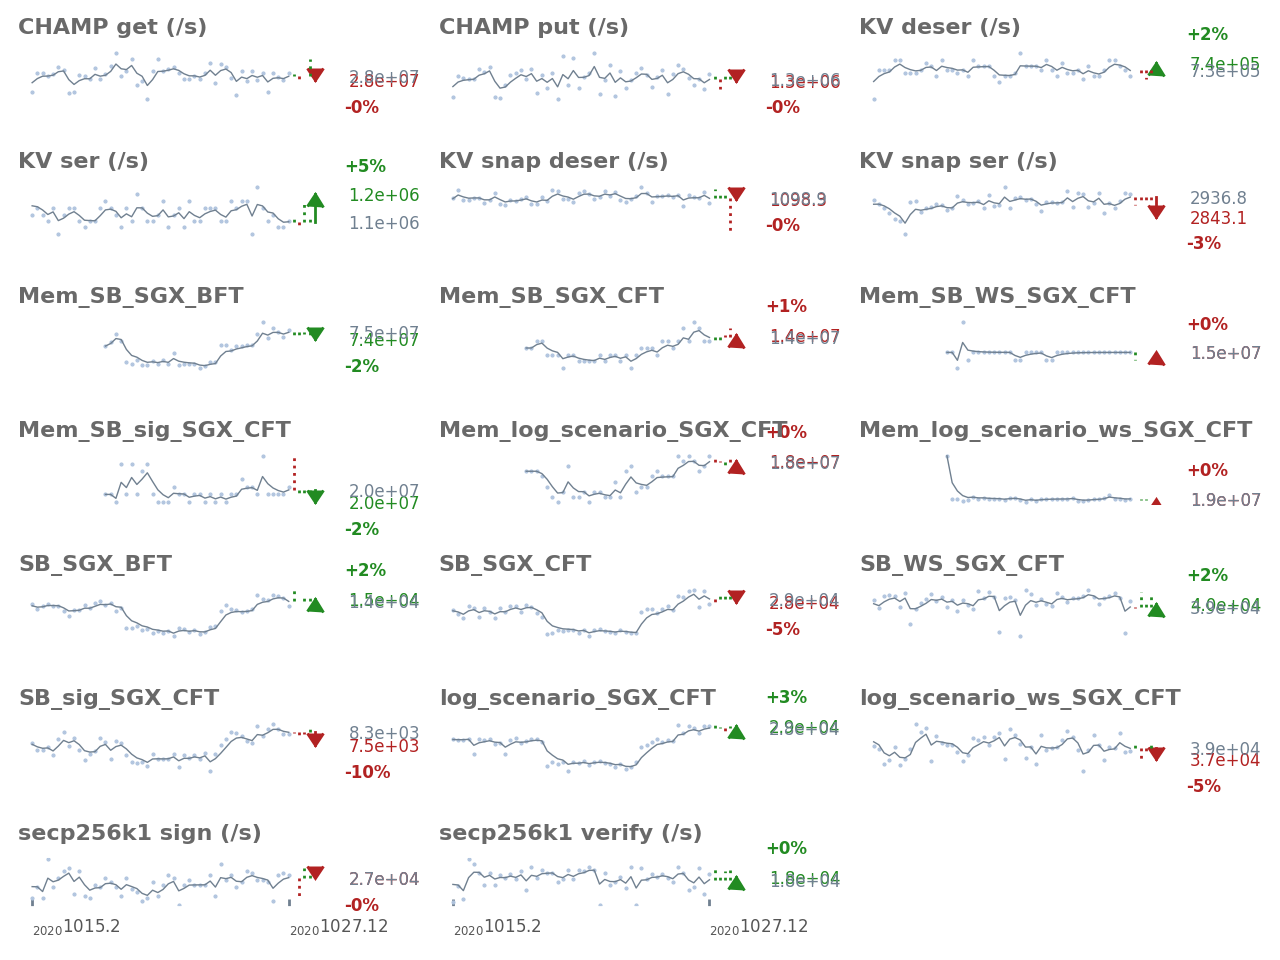 CHAMP get (/s)
2.8e+07
2.8e+07
-0%
CHAMP put (/s)
1.3e+06
1.3e+06
-0%
KV deser (/s)
+2%
7.4e+05
7.3e+05
KV ser (/s)
+5%
1.2e+06
1.1e+06
KV snap deser (/s)
-0%
KV snap ser (/s)
2936.8
2843.1
-3%
Mem_SB_SGX_BFT
7.5e+07
7.4e+07
-2%
Mem_SB_SGX_CFT
+1%
1.4e+07
1.4e+07
Mem_SB_WS_SGX_CFT
+0%
1.5e+07
Mem_SB_sig_SGX_CFT
2.0e+07
2.0e+07
-2%
Mem_log_scenario_SGX_CFT
+0%
1.8e+07
1.8e+07
Mem_log_scenario_ws_SGX_CFT
+0%
1.9e+07
SB_SGX_BFT
+2%
1.5e+04
1.4e+04
SB_SGX_CFT
2.9e+04
2.8e+04
-5%
SB_WS_SGX_CFT
+2%
4.0e+04
3.9e+04
SB_sig_SGX_CFT
8.3e+03
7.5e+03
-10%
log_scenario_SGX_CFT
+3%
2.9e+04
log_scenario_ws_SGX_CFT
3.9e+04
3.7e+04
-5%
secp256k1 sign (/s)
2.7e+04
-0%
2020 1015.2
2020 1027.12
secp256k1 verify (/s)
+0%
1.8e+04
1.8e+04
2020 1015.2
2020 1027.12